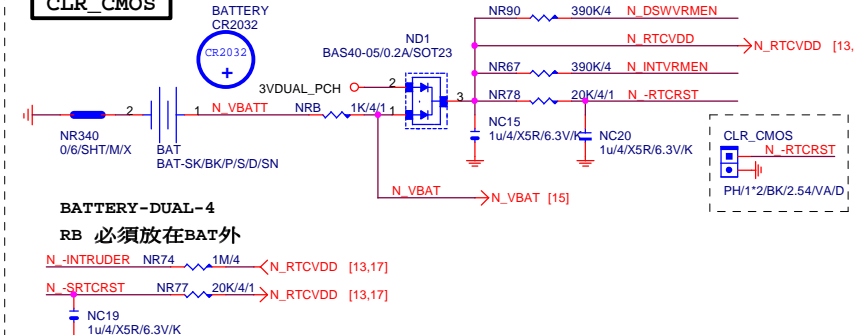 CLR_CMOS
BATTERY
CR2032
CR2032
+
ND1
BAS40-05/0.2A/SOT23
3VDUAL_PCH
2
1
3
NR90 390K/4 N_DSWVRMEN
N_RTCVDD
N_RTCVDD [13,
NR67 390K/4 N_INTVRMEN
NR78 20K/4/1 N_-RTCRST
2
1
N_VBATT
NRB
1K/4/1
NR340
0/6/SHT/M/X
BAT
BAT-SK/BK/P/S/D/SN
NC15
1u/4/X5R/6.3V/K
NC20
1u/4/X5R/6.3V/K
CLR_CMOS
N_-RTCRST
PH/1*2/BK/2.54/VA/D
N_VBAT
N_VBAT [15]
BATTERY-DUAL-4
RB 必須放在BAT外
N_-INTRUDER NR74 1M/4 N_RTCVDD [13,17]
N_-SRTCRST NR77 20K/4/1 N_RTCVDD [13,17]
NC19
1u/4/X5R/6.3V/K